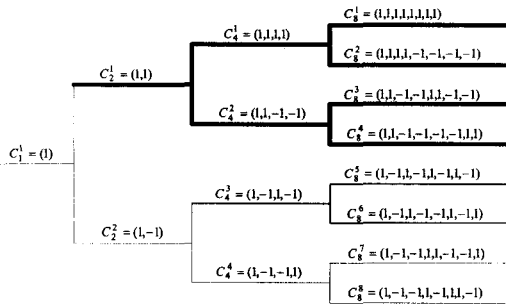 C_8^1 = (1,1,1,1,1,1,1,1)
C_4^1 = (1,1,1,1)
C_8^2 = (1,1,1,1,-1,-1,-1,-1)
C_2^1 = (1,1)
C_8^3 = (1,1,-1,-1,1,1,-1,-1)
C_4^2 = (1,1,-1,-1)
C_8^4 = (1,1,-1,-1,-1,-1,1,1)
C_1^1 = (1)
C_8^5 = (1,-1,1,-1,1,-1,1,-1)
C_4^3 = (1,-1,1,-1)
C_8^6 = (1,-1,1,-1,-1,1,-1,1)
C_2^2 = (1,-1)
C_8^7 = (1,-1,-1,1,1,-1,-1,1)
C_4^4 = (1,-1,-1,1)
C_8^8 = (1,-1,-1,1,-1,1,1,-1)